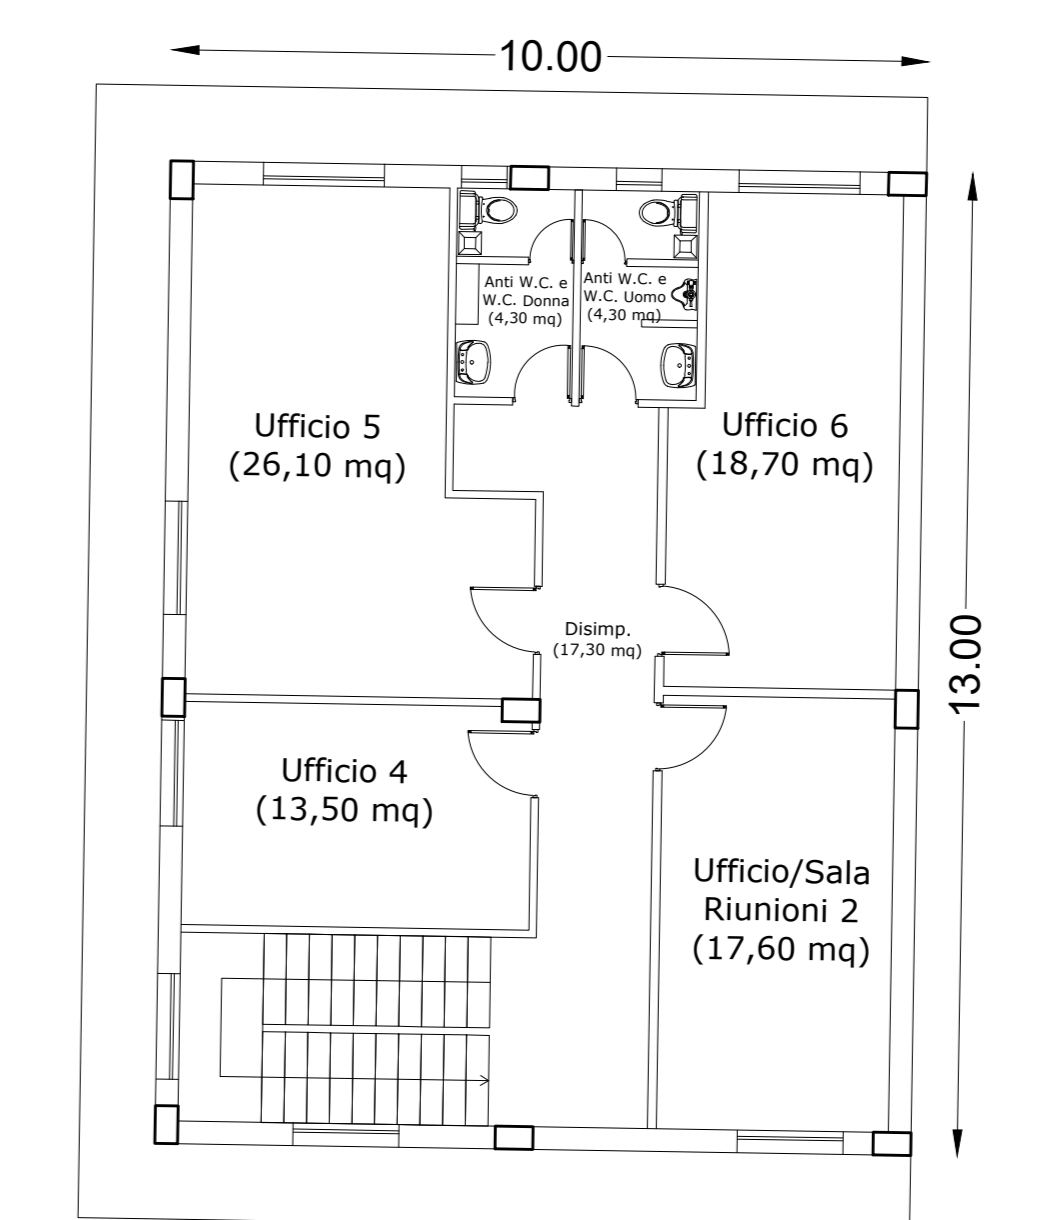 10.00
Anti W.C. e
W.C. Donna
(4,30 mq)
Anti W.C. e
W.C. Uomo
(4,30 mq)
Ufficio 5
(26,10 mq)
Ufficio 6
(18,70 mq)
Disimp.
(17,30 mq)
13.00
Ufficio 4
(13,50 mq)
Ufficio/Sala
Riunioni 2
(17,60 mq)